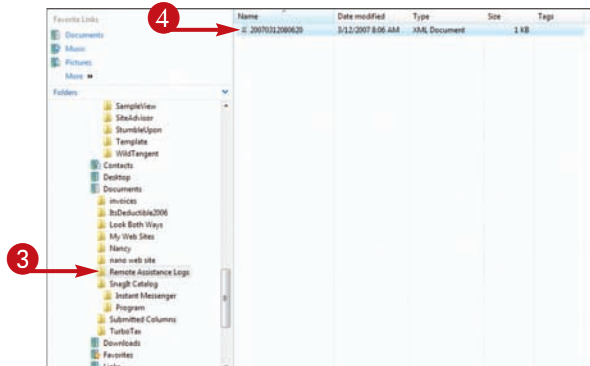 Favorite Links
Documents
Music
Pictures
More »
Folders
SampleView
SiteAdvisor
StumbleUpon
Template
WildTangent
Contacts
Desktop
Documents
invoices
ItsDeductible2006
Look Both Ways
My Web Sites
Nancy
nano web site
3
Remote Assistance Logs
SnagIt Catalog
Instant Messenger
Program
Submitted Columns
TurboTax
Downloads
Favorites
Links
4
Name Date modified Type Size Tags
20070312080620 3/12/2007 8:06 AM XML Document 1 KB